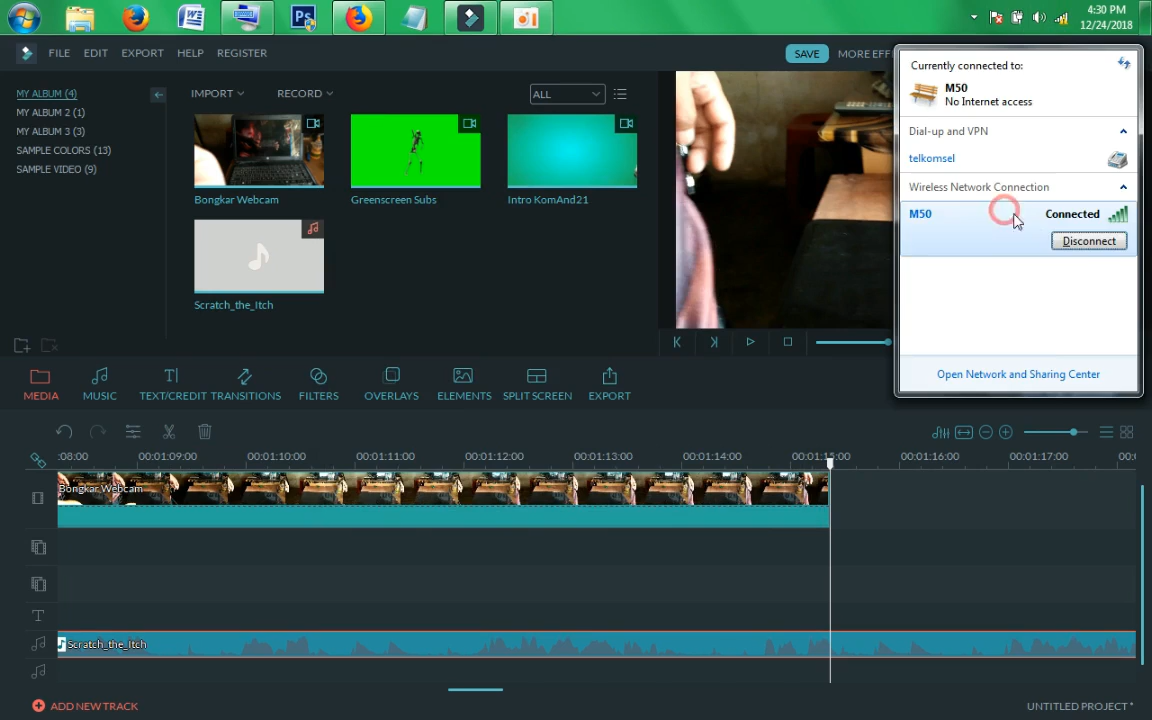 4:30 PM
12/24/2018
FILE EDIT EXPORT HELP REGISTER
SAVE
MORE EFF
MY ALBUM (4)
MY ALBUM 2 (1)
MY ALBUM 3 (3)
SAMPLE COLORS (13)
SAMPLE VIDEO (9)
IMPORT RECORD ALL
Bongkar Webcam
Greenscreen Subs
Intro KomAnd21
Scratch_the_Itch
Currently connected to:
M50
No Internet access
Dial-up and VPN
telkomsel
Wireless Network Connection
M50 Connected
Disconnect
Open Network and Sharing Center
MEDIA MUSIC TEXT/CREDIT TRANSITIONS FILTERS OVERLAYS ELEMENTS SPLIT SCREEN EXPORT
:08:00 00:01:09:00 00:01:10:00 00:01:11:00 00:01:12:00 00:01:13:00 00:01:14:00 00:01:15:00 00:01:16:00 00:01:17:00 00:0
Bongkar Webcam
T
Scratch_the_Itch
ADD NEW TRACK
UNTITLED PROJECT *